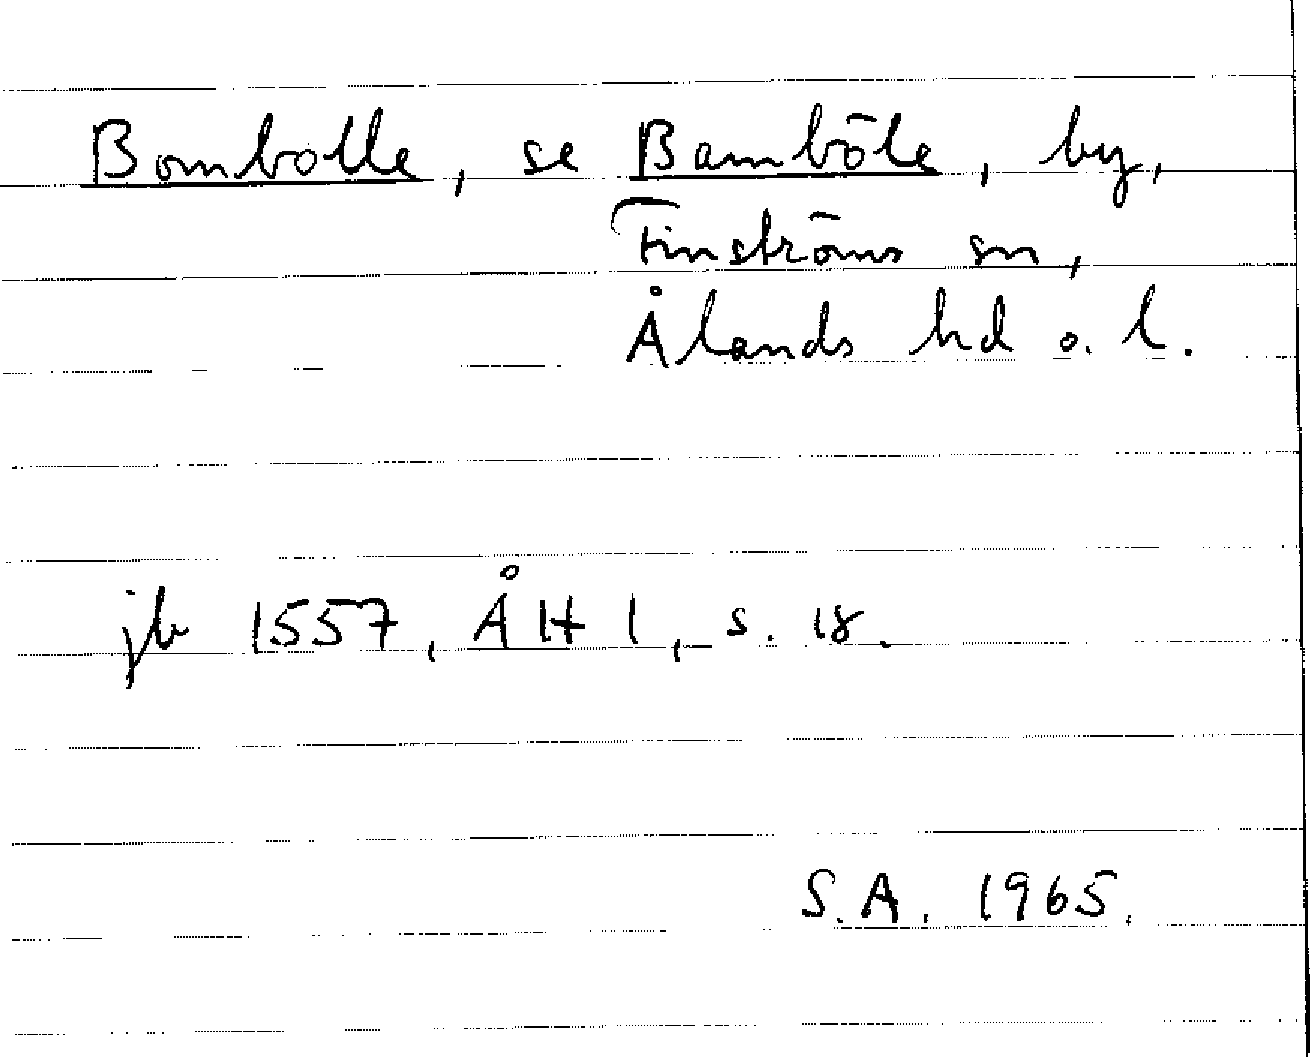 Bombolle, se Bamböle, by,
Finströms sn,
Ålands hd o. l.
jb 1557, ÅH 1, s. 18.
S.A. 1965.